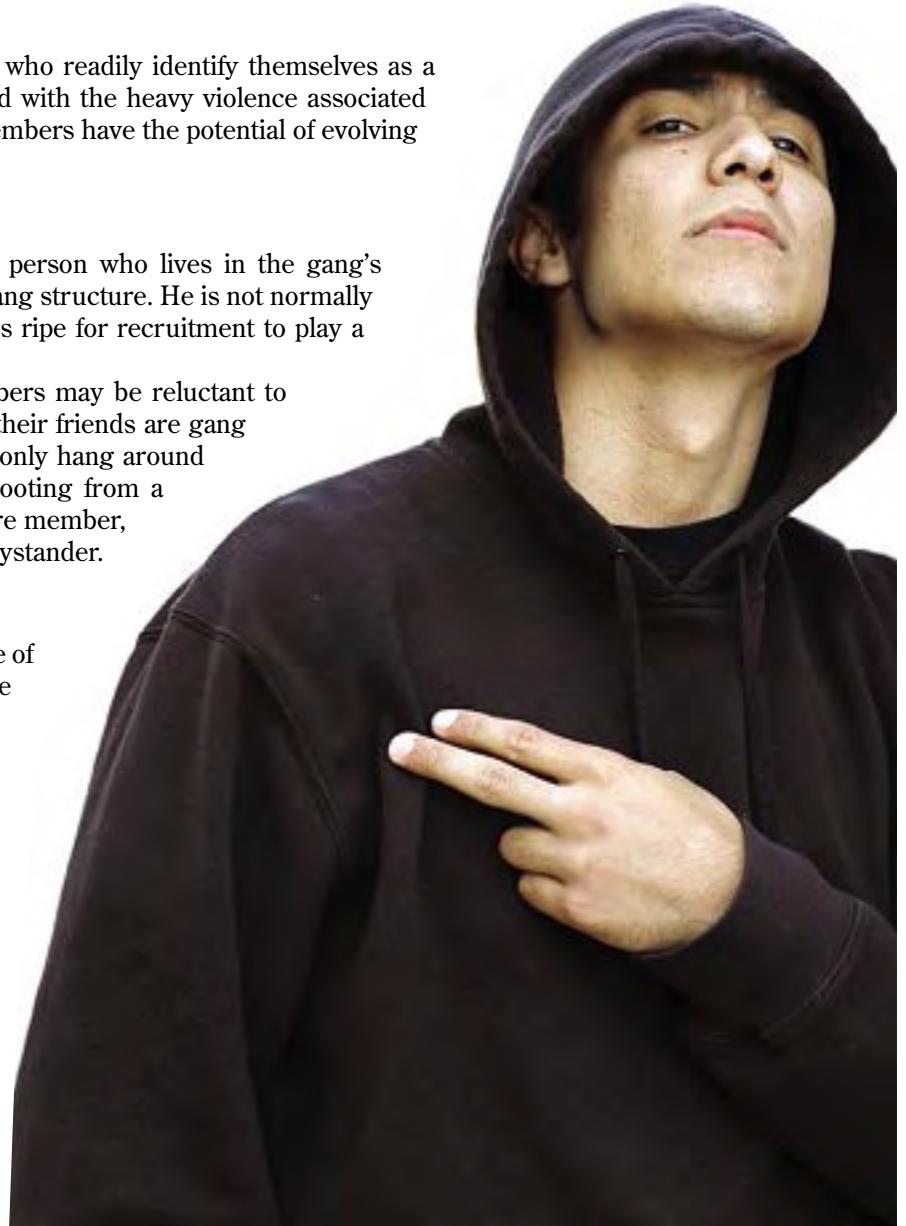 who readily identify themselves as a
d with the heavy violence associated
embers have the potential of evolving
person who lives in the gang’s
ang structure. He is not normally
s ripe for recruitment to play a
bers may be reluctant to
their friends are gang
only hang around
ooting from a
re member,
ystander.
e of
e